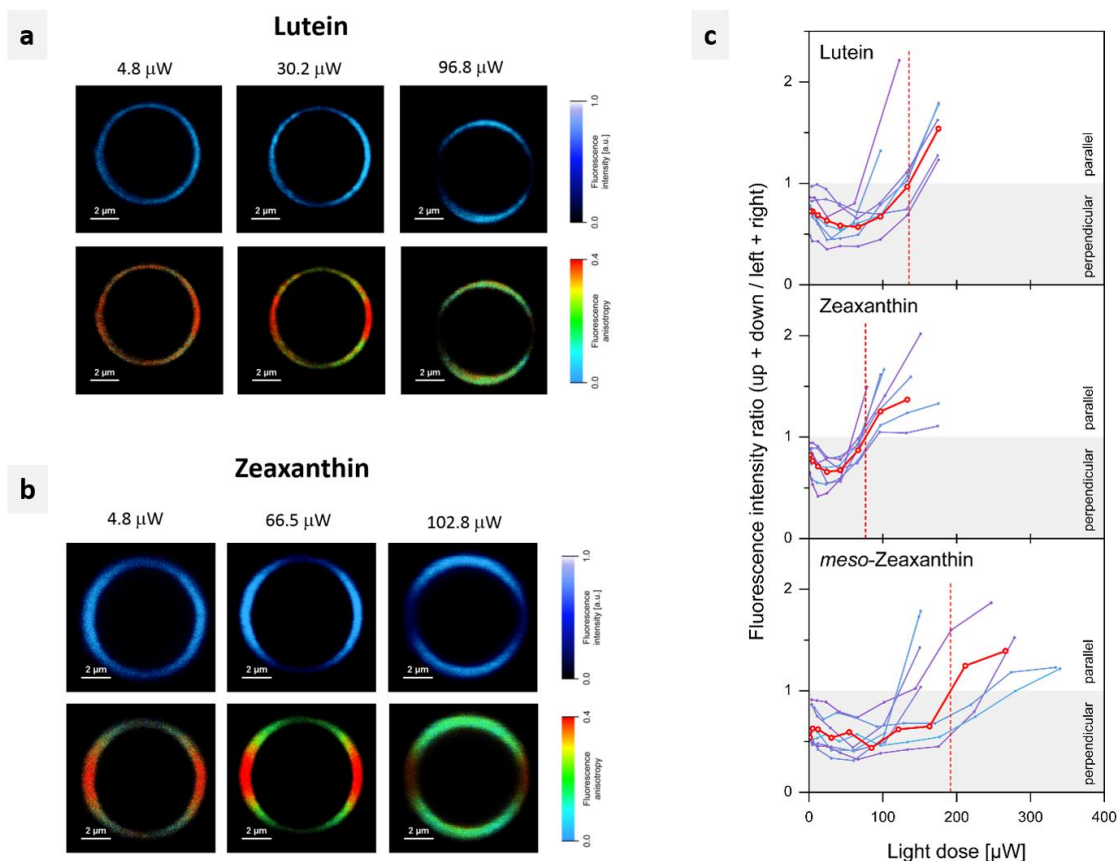 a
Lutein
4.8 μW
30.2 μW
96.8 μW
2 μm
2 μm
2 μm
1.0
Fluorescence
intensity [a.u.]
0.0
2 μm
2 μm
2 μm
0.4
Fluorescence
anisotropy
0.0
b
Zeaxanthin
4.8 μW
66.5 μW
102.8 μW
2 μm
2 μm
2 μm
1.0
Fluorescence
intensity [a.u.]
0.0
2 μm
2 μm
2 μm
0.4
Fluorescence
anisotropy
0.0
c
Fluorescence intensity ratio (up + down / left + right)
Lutein
2
1
0
parallel
perpendicular
Zeaxanthin
2
1
0
parallel
perpendicular
meso-Zeaxanthin
2
1
0
parallel
perpendicular
0 100 200 300 400
Light dose [μW]